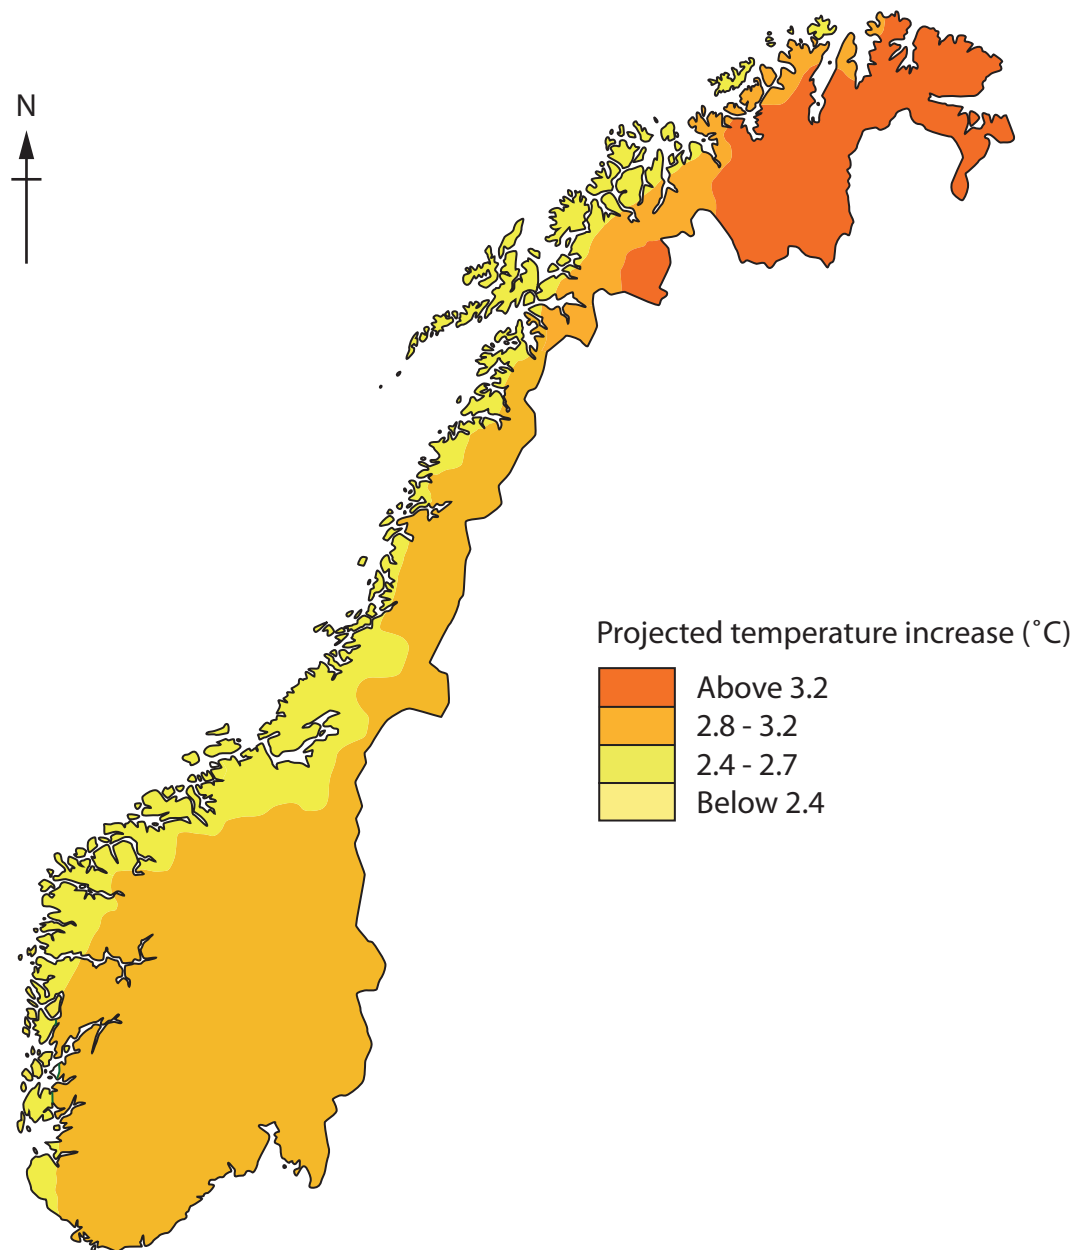 N
Projected temperature increase (˚C)
Above 3.2
2.8 - 3.2
2.4 - 2.7
Below 2.4